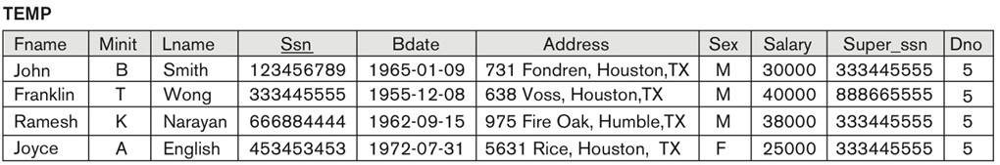 TEMP
Fname Minit Lname Ssn Bdate Address Sex Salary Super_ssn Dno
John B Smith 123456789 1965-01-09 731 Fondren, Houston,TX M 30000 333445555 5
Franklin T Wong 333445555 1955-12-08 638 Voss, Houston,TX M 40000 888665555 5
Ramesh K Narayan 666884444 1962-09-15 975 Fire Oak, Humble,TX M 38000 333445555 5
Joyce A English 453453453 1972-07-31 5631 Rice, Houston, TX F 25000 333445555 5